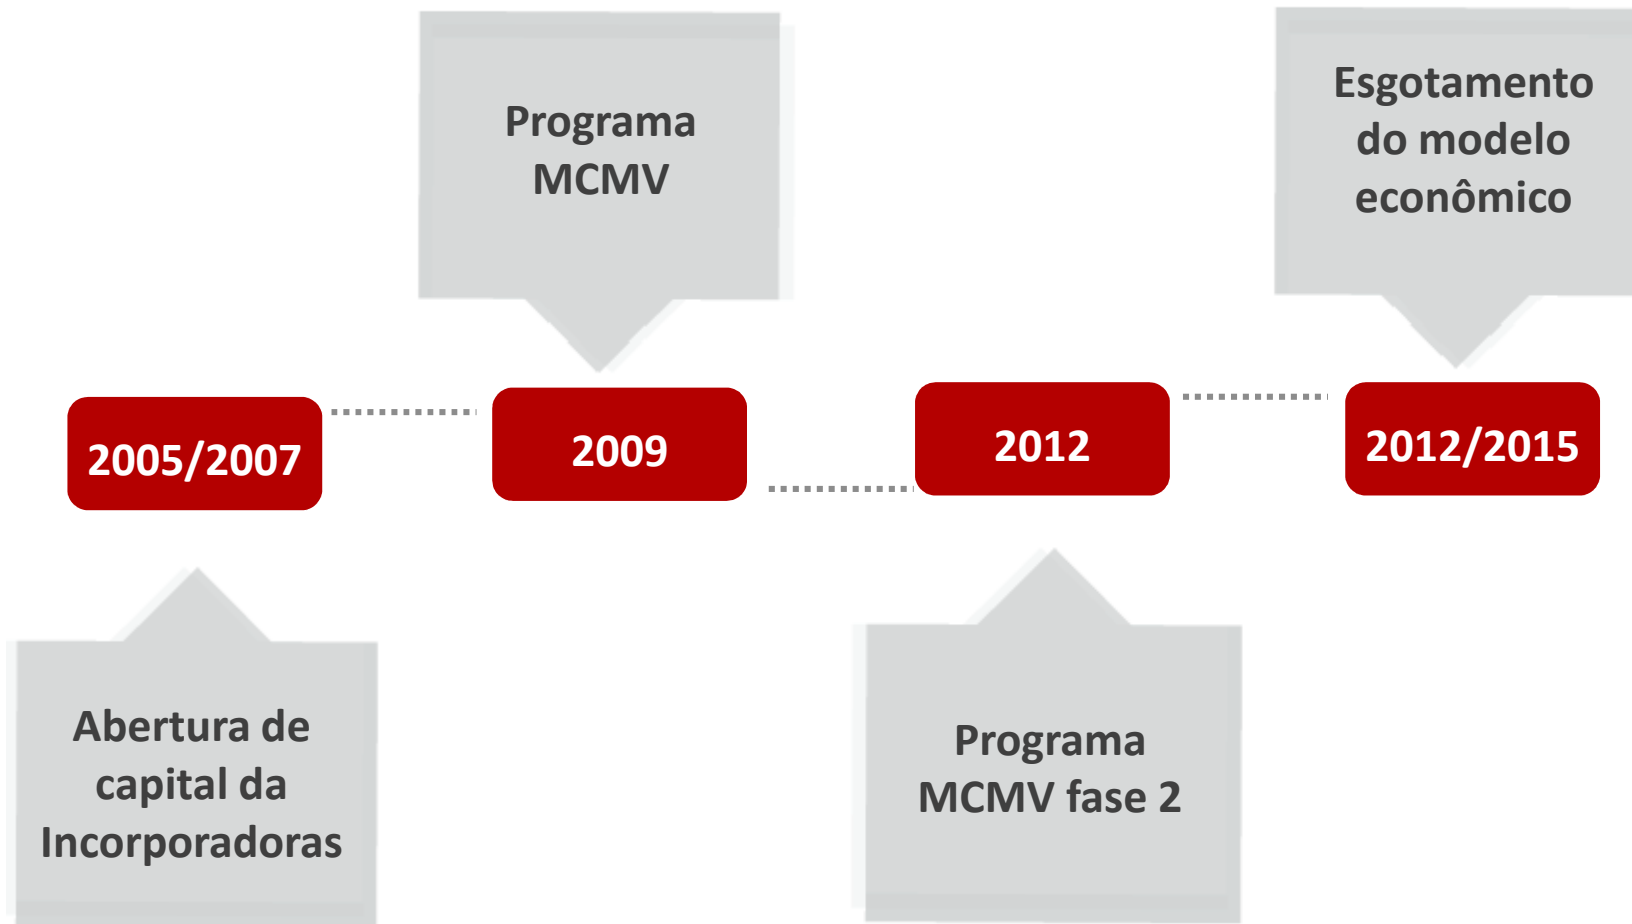 Programa
MCMV
Esgotamento
do modelo
econômico
2005/2007
2009
2012
2012/2015
Abertura de
capital da
Incorporadoras
Programa
MCMV fase 2